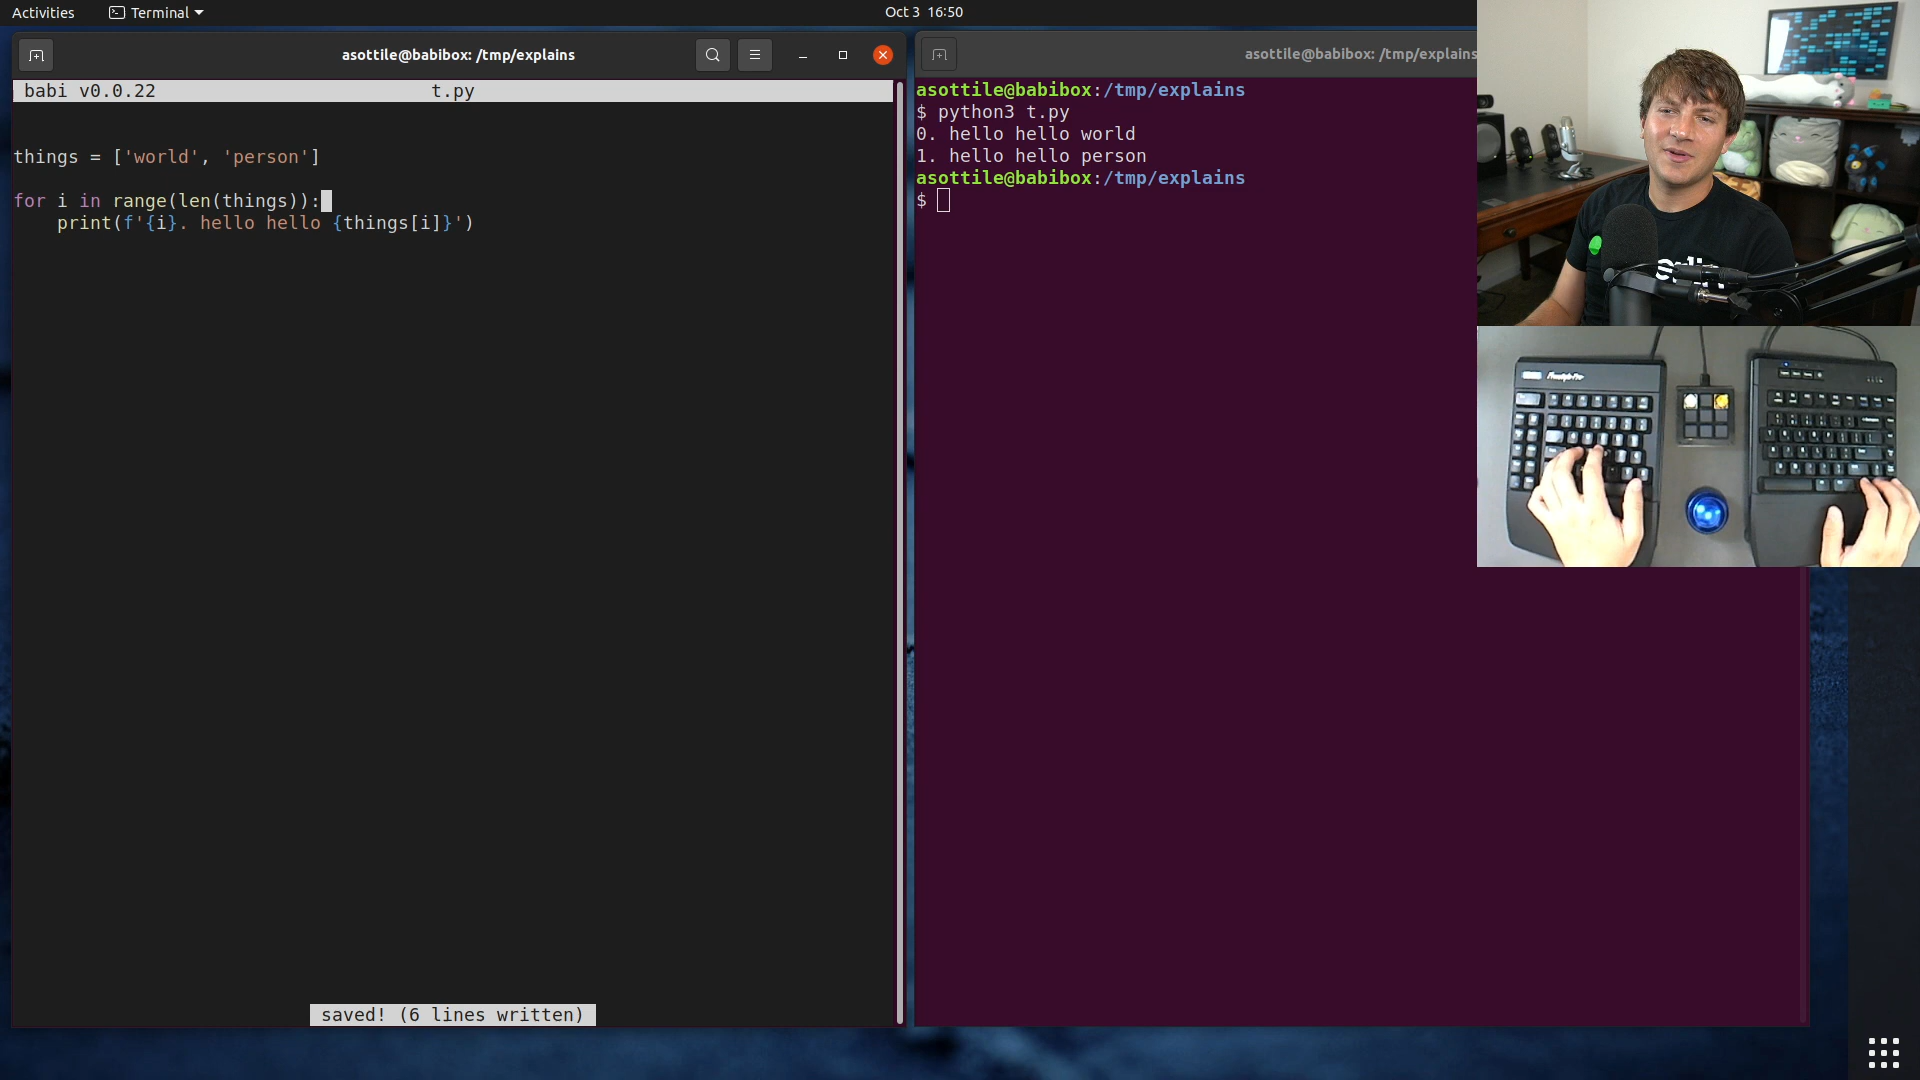 Activities
Terminal
Oct 3 16:50
asottile@babibox: /tmp/explains
babi v0.0.22 t.py
things = ['world', 'person']
for i in range(len(things)):
    print(f'{i}. hello hello {things[i]}')
saved! (6 lines written)
asottile@babibox: /tmp/explains
asottile@babibox:/tmp/explains
$ python3 t.py
0. hello hello world
1. hello hello person
asottile@babibox:/tmp/explains
$